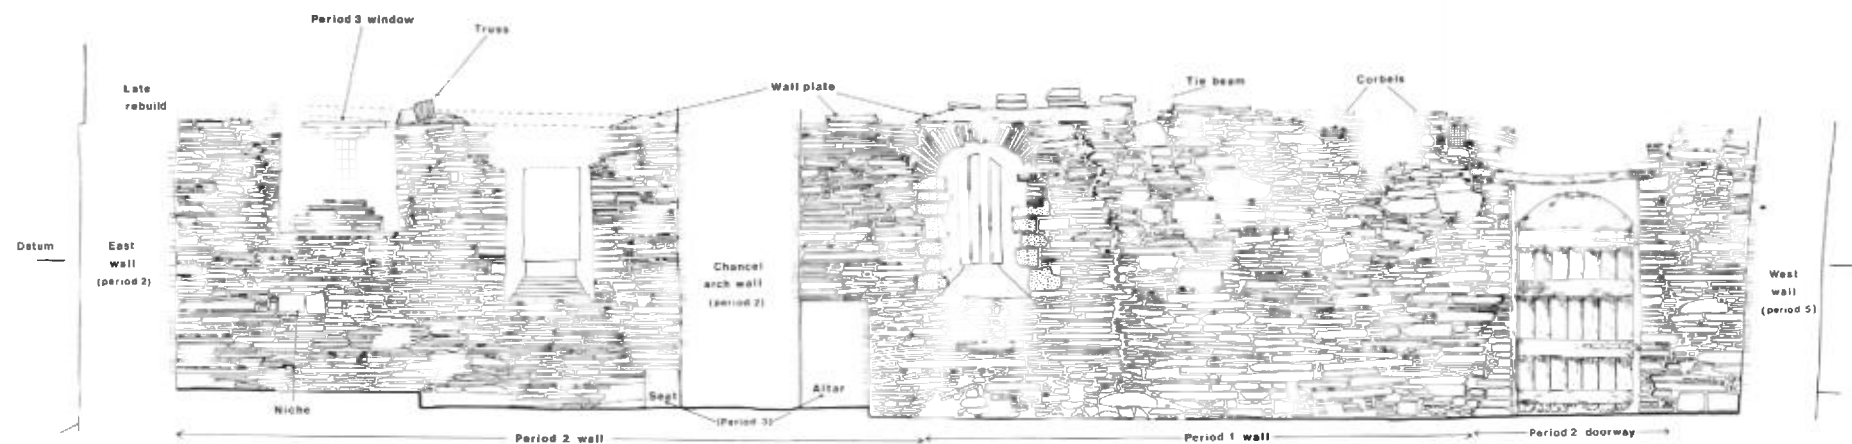 Period 3 window
Truss
Late
rebuild
Wall plate
Tie beam
Corbels
Datum
East
wall
(period 2)
Chancel
arch wall
(period 2)
West
wall
(period 5)
Niche
Seat
Altar
(Period 3)
Period 2 wall
Period 1 wall
Period 2 doorway